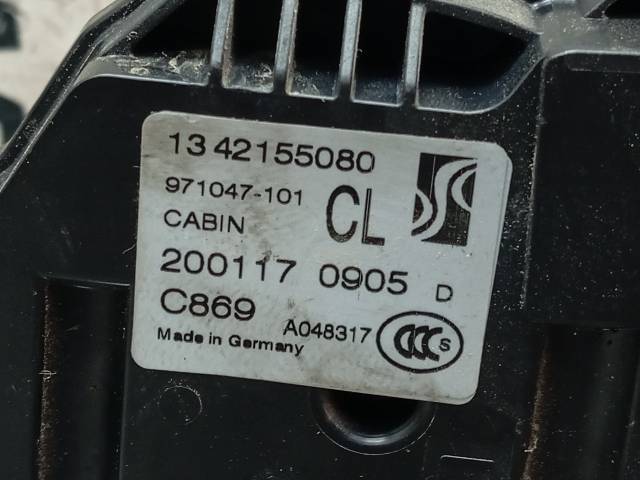 13 42155080
971047-101
CL
CABIN
200117 0905 D
C869
A048317
CCC S
Made in Germany